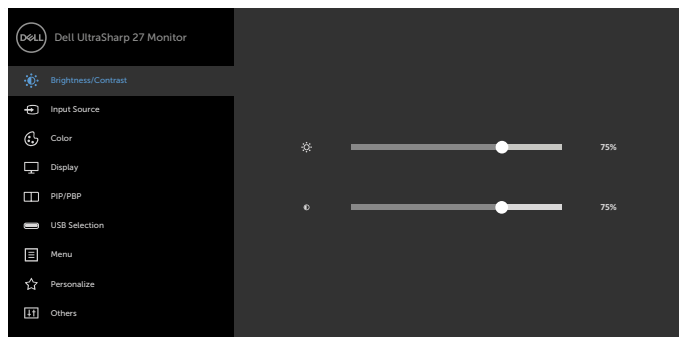 DELL Dell UltraSharp 27 Monitor
Brightness/Contrast
Input Source
Color
Display
PIP/PBP
USB Selection
Menu
Personalize
Others
75%
75%